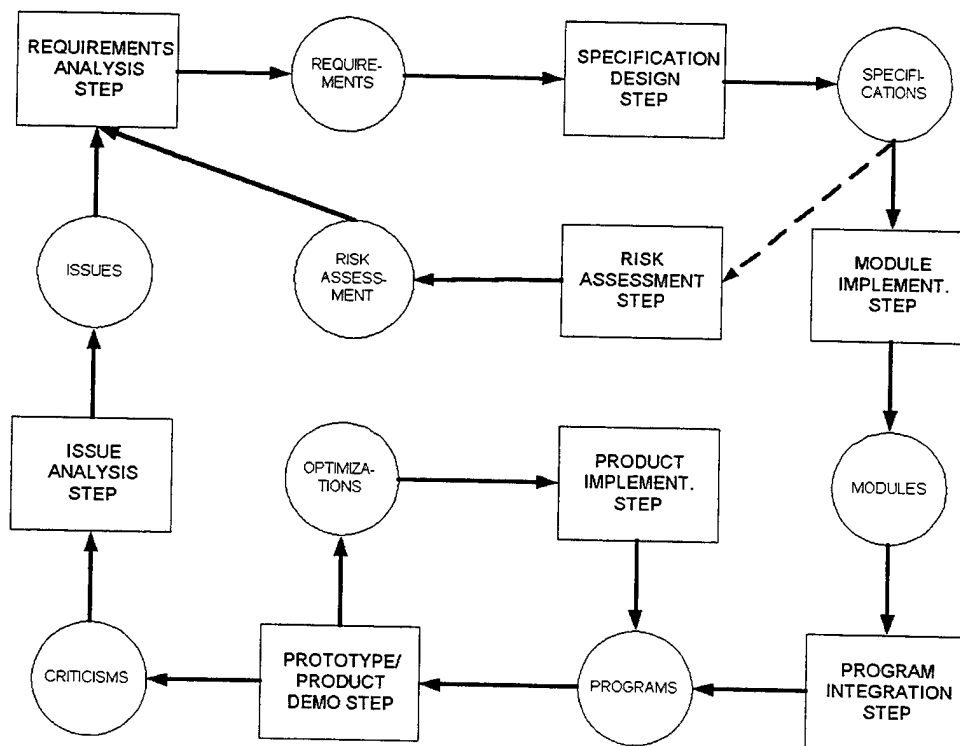 REQUIREMENTS
ANALYSIS
STEP
REQUIRE-
MENTS
SPECIFICATION
DESIGN
STEP
SPECIFI-
CATIONS
ISSUES
RISK
ASSESS-
MENT
RISK
ASSESSMENT
STEP
MODULE
IMPLEMENT.
STEP
ISSUE
ANALYSIS
STEP
OPTIMIZA-
TIONS
PRODUCT
IMPLEMENT.
STEP
MODULES
CRITICISMS
PROTOTYPE/
PRODUCT
DEMO STEP
PROGRAMS
PROGRAM
INTEGRATION
STEP